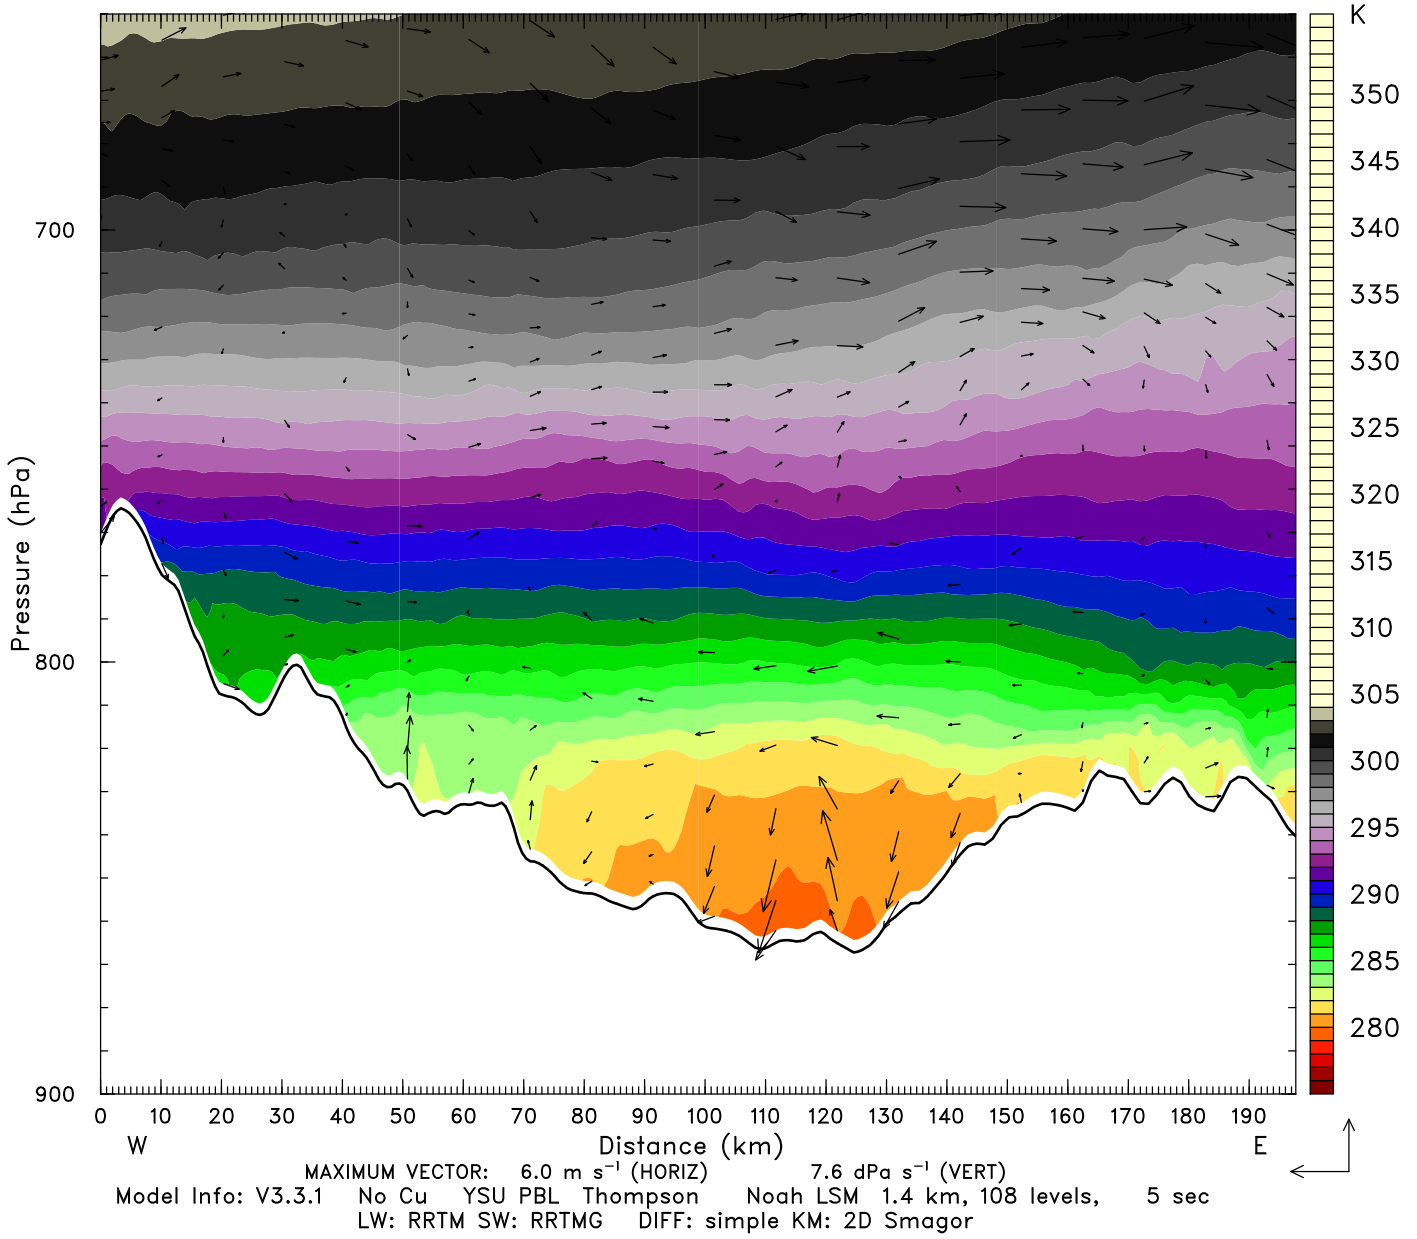 K
350
345
340
335
330
325
320
315
310
305
300
295
290
285
280
Pressure (hPa)
700
800
900
0 10 20 30 40 50 60 70 80 90 100 110 120 130 140 150 160 170 180 190
W Distance (km) E
MAXIMUM VECTOR: 6.0 m s⁻¹ (HORIZ) 7.6 dPa s⁻¹ (VERT)
Model Info: V3.3.1 No Cu YSU PBL Thompson Noah LSM 1.4 km, 108 levels, 5 sec
LW: RRTM SW: RRTMG DIFF: simple KM: 2D Smagor